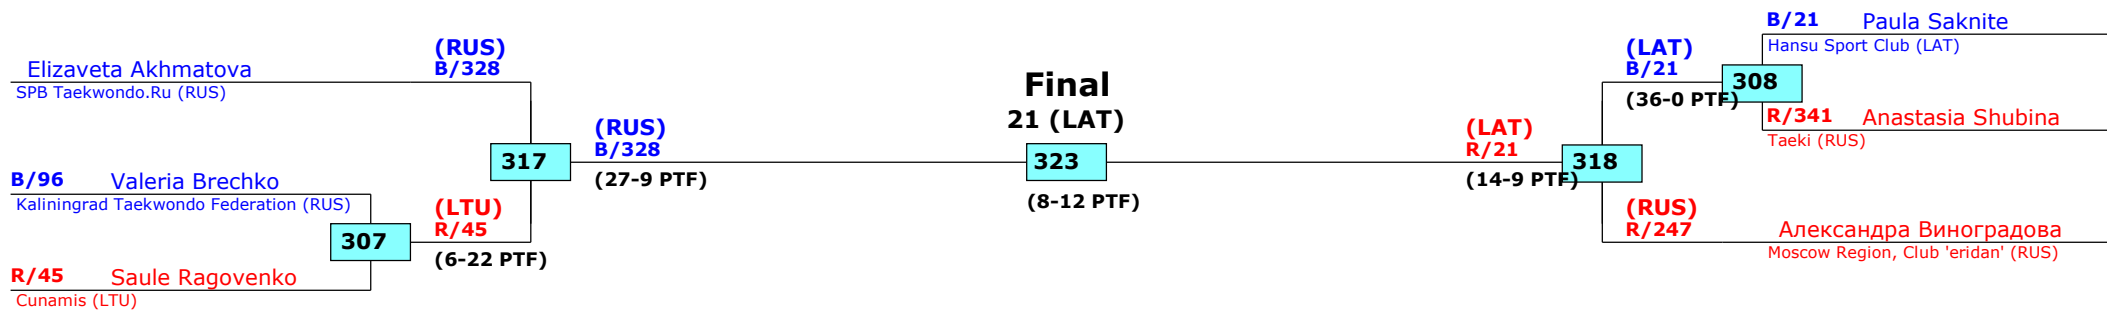 Elizaveta Akhmatova
SPB Taekwondo.Ru (RUS)
(RUS)
B/328
B/96 Valeria Brechko
Kaliningrad Taekwondo Federation (RUS)
R/45 Saule Ragovenko
Cunamis (LTU)
307
(LTU)
R/45
(6-22 PTF)
317
(RUS)
B/328
(27-9 PTF)
Final
21 (LAT)
323
(8-12 PTF)
(LAT)
R/21
(14-9 PTF)
318
(LAT)
B/21
(36-0 PTF)
308
B/21 Paula Saknite
Hansu Sport Club (LAT)
R/341 Anastasia Shubina
Taeki (RUS)
(RUS)
R/247
Александра Виноградова
Moscow Region, Club 'eridan' (RUS)